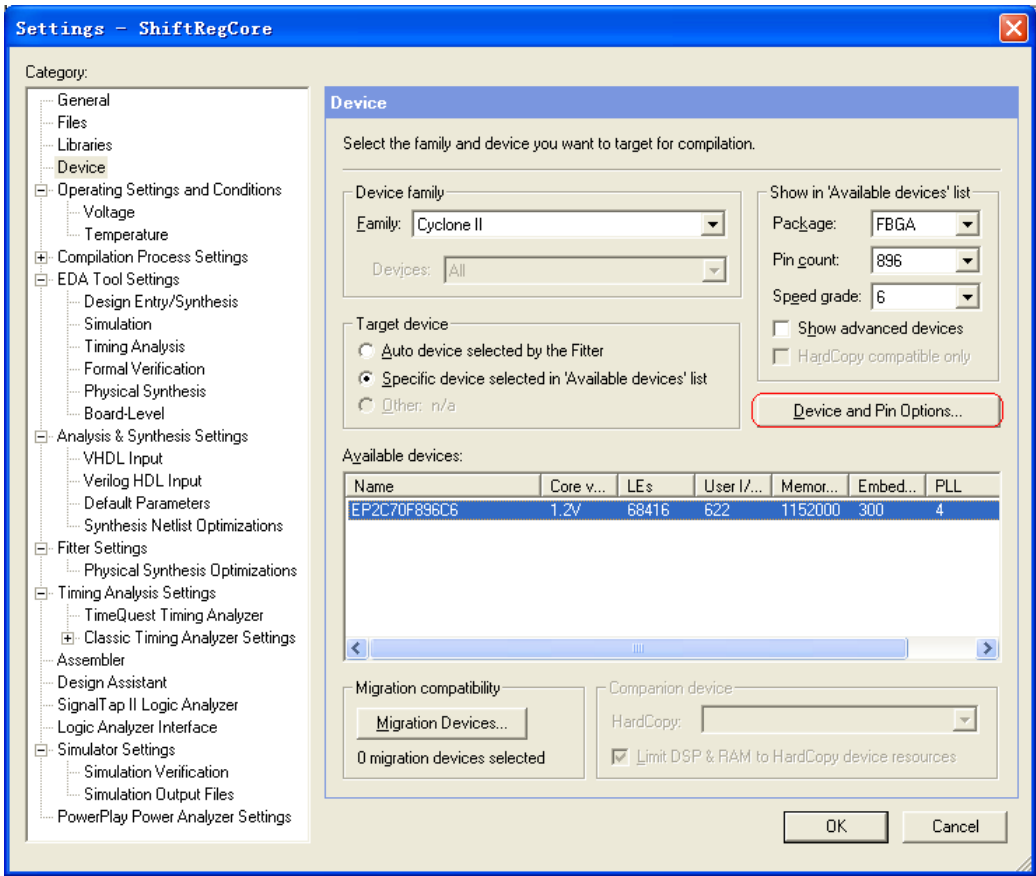 Settings - ShiftRegCore
Category:
General
Files
Libraries
Device
Operating Settings and Conditions
Voltage
Temperature
Compilation Process Settings
EDA Tool Settings
Design Entry/Synthesis
Simulation
Timing Analysis
Formal Verification
Physical Synthesis
Board-Level
Analysis & Synthesis Settings
VHDL Input
Verilog HDL Input
Default Parameters
Synthesis Netlist Optimizations
Fitter Settings
Physical Synthesis Optimizations
Timing Analysis Settings
TimeQuest Timing Analyzer
Classic Timing Analyzer Settings
Assembler
Design Assistant
SignalTap II Logic Analyzer
Logic Analyzer Interface
Simulator Settings
Simulation Verification
Simulation Output Files
PowerPlay Power Analyzer Settings
Device
Select the family and device you want to target for compilation.
Device family
Family: Cyclone II
Devices: All
Target device
Auto device selected by the Fitter
Specific device selected in 'Available devices' list
Other: n/a
Show in 'Available devices' list
Package: FBGA
Pin count: 896
Speed grade: 6
Show advanced devices
HardCopy compatible only
Device and Pin Options...
Available devices:
Name Core v... LEs User I/... Memor... Embed... PLL
EP2C70F896C6 1.2V 68416 622 1152000 300 4
Migration compatibility
Migration Devices...
0 migration devices selected
Companion device
HardCopy:
Limit DSP & RAM to HardCopy device resources
OK Cancel